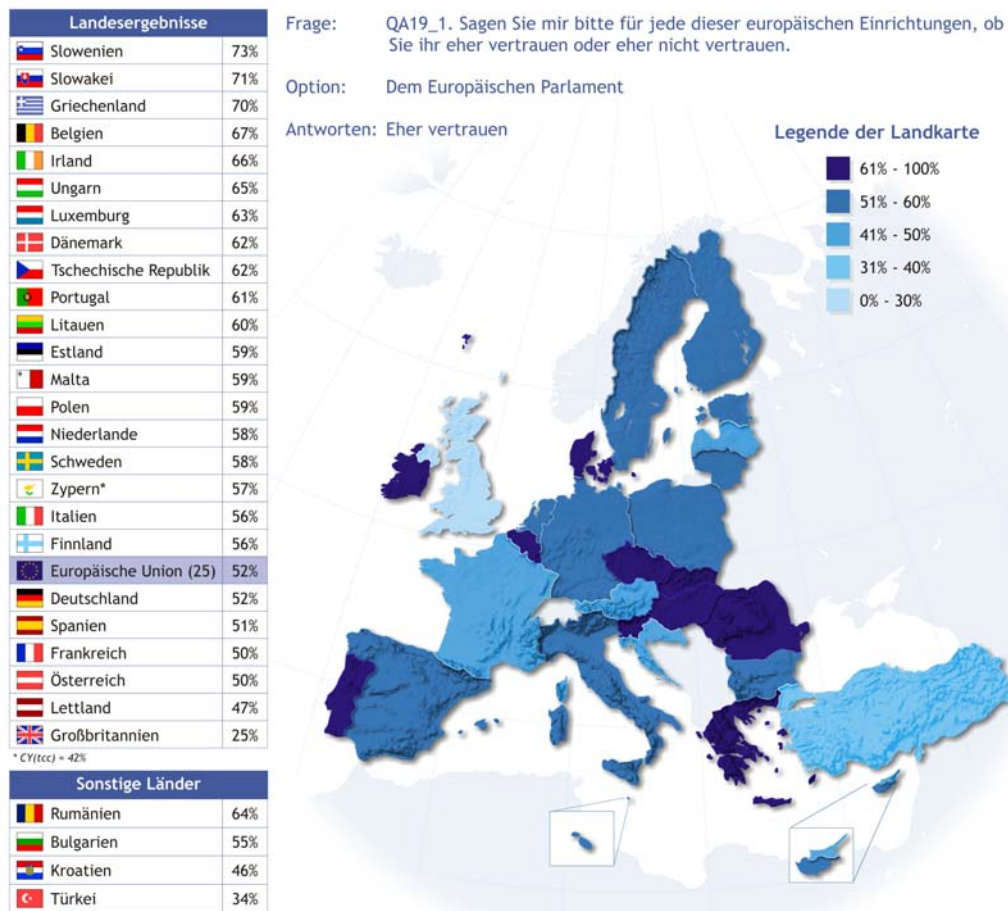 Landesergebnisse
Slowenien 73%
Slowakei 71%
Griechenland 70%
Belgien 67%
Irland 66%
Ungarn 65%
Luxemburg 63%
Dänemark 62%
Tschechische Republik 62%
Portugal 61%
Litauen 60%
Estland 59%
Malta 59%
Polen 59%
Niederlande 58%
Schweden 58%
Zypern* 57%
Italien 56%
Finnland 56%
Europäische Union (25) 52%
Deutschland 52%
Spanien 51%
Frankreich 50%
Österreich 50%
Lettland 47%
Großbritannien 25%
* CY(tcc) = 42%
Sonstige Länder
Rumänien 64%
Bulgarien 55%
Kroatien 46%
Türkei 34%
Frage: QA19_1. Sagen Sie mir bitte für jede dieser europäischen Einrichtungen, ob
Sie ihr eher vertrauen oder eher nicht vertrauen.
Option: Dem Europäischen Parlament
Antworten: Eher vertrauen
Legende der Landkarte
61% - 100%
51% - 60%
41% - 50%
31% - 40%
0% - 30%